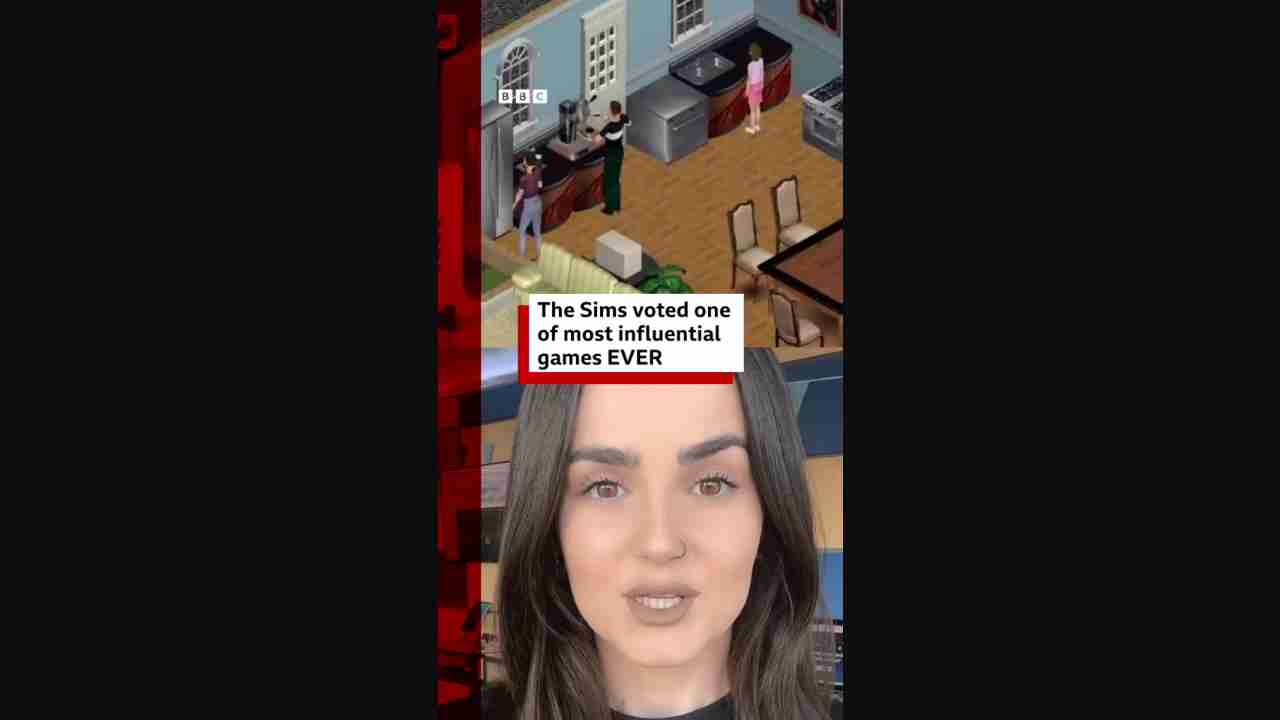 BBC
The Sims voted one
of most influential
games EVER